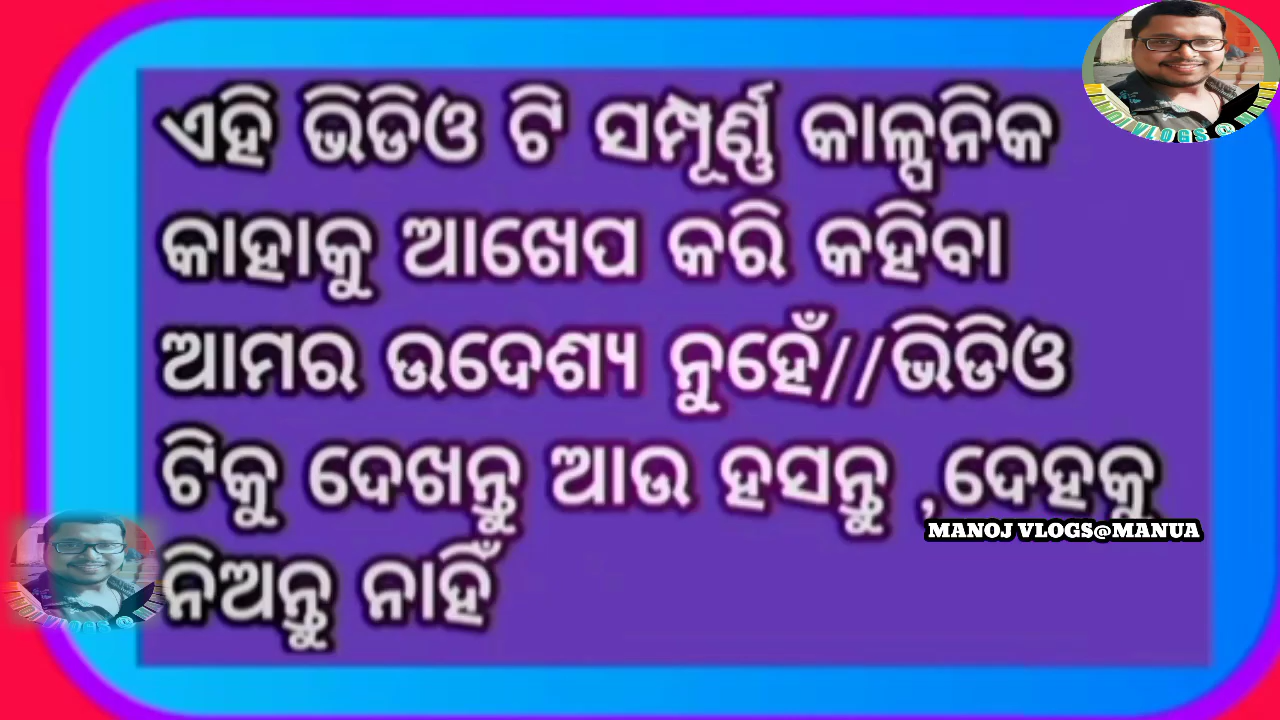 ଏହି ଭିଡିଓ ଟି ସମ୍ପୂର୍ଣ୍ଣ କାଳ୍ପନିକ
କାହାକୁ ଆଖେପ କରି କହିବା
ଆମର ଉଦେଶ୍ୟ ନୁହେଁ//ଭିଡିଓ
ଟିକୁ ଦେଖନ୍ତୁ ଆଉ ହସନ୍ତୁ ,ଦେହକୁ
MANOJ VLOGS@MANUA
ନିଅନ୍ତୁ ନାହିଁ